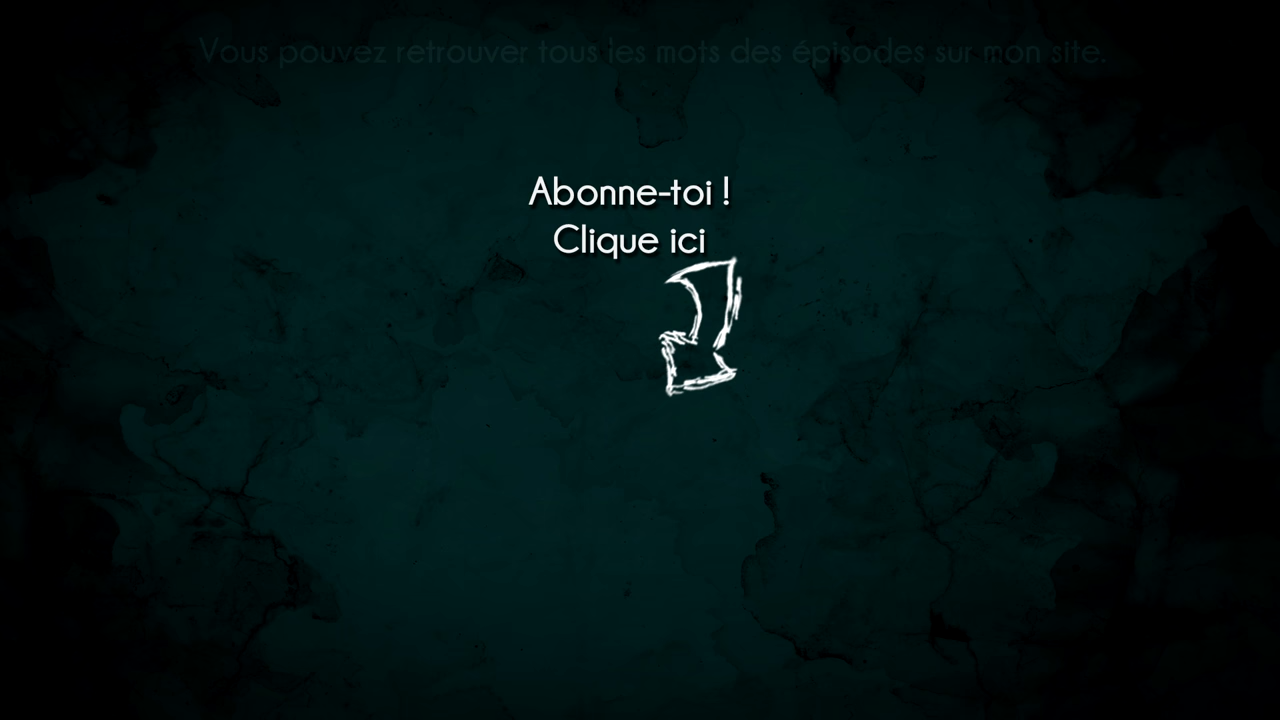 Vous pouvez retrouver tous les mots des épisodes sur mon site.
Abonne-toi !
Clique ici